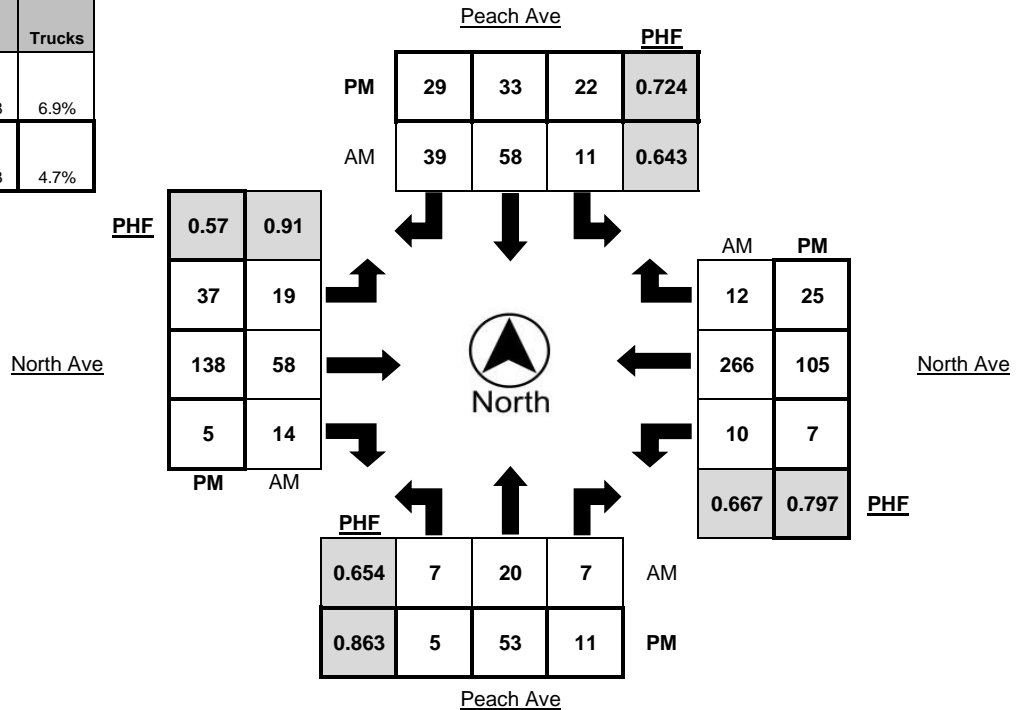 Peach Ave
Trucks
PHF
PM 29 33 22 0.724
6.9%
AM 39 58 11 0.643
4.7%
PHF 0.57 0.91
AM PM
37 19
12 25
North Ave 138 58
266 105 North Ave
North
5 14
10 7
PM AM
0.667 0.797 PHF
PHF
0.654 7 20 7 AM
0.863 5 53 11 PM
Peach Ave